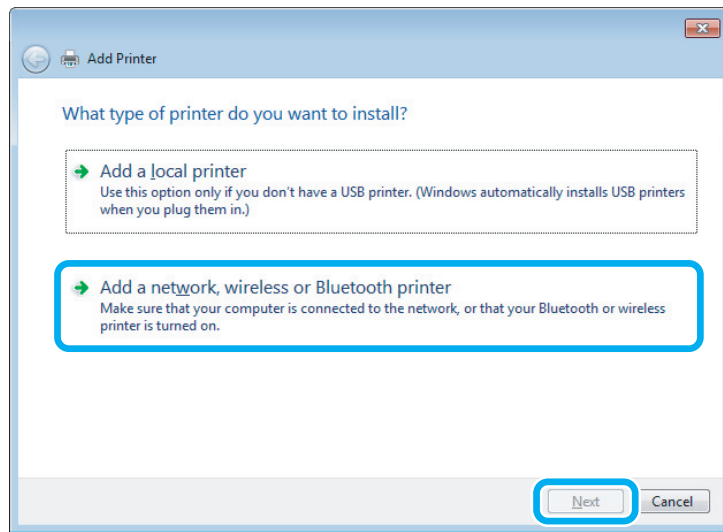 Add Printer
What type of printer do you want to install?
Add a local printer
Use this option only if you don't have a USB printer. (Windows automatically installs USB printers
when you plug them in.)
Add a network, wireless or Bluetooth printer
Make sure that your computer is connected to the network, or that your Bluetooth or wireless
printer is turned on.
Next Cancel